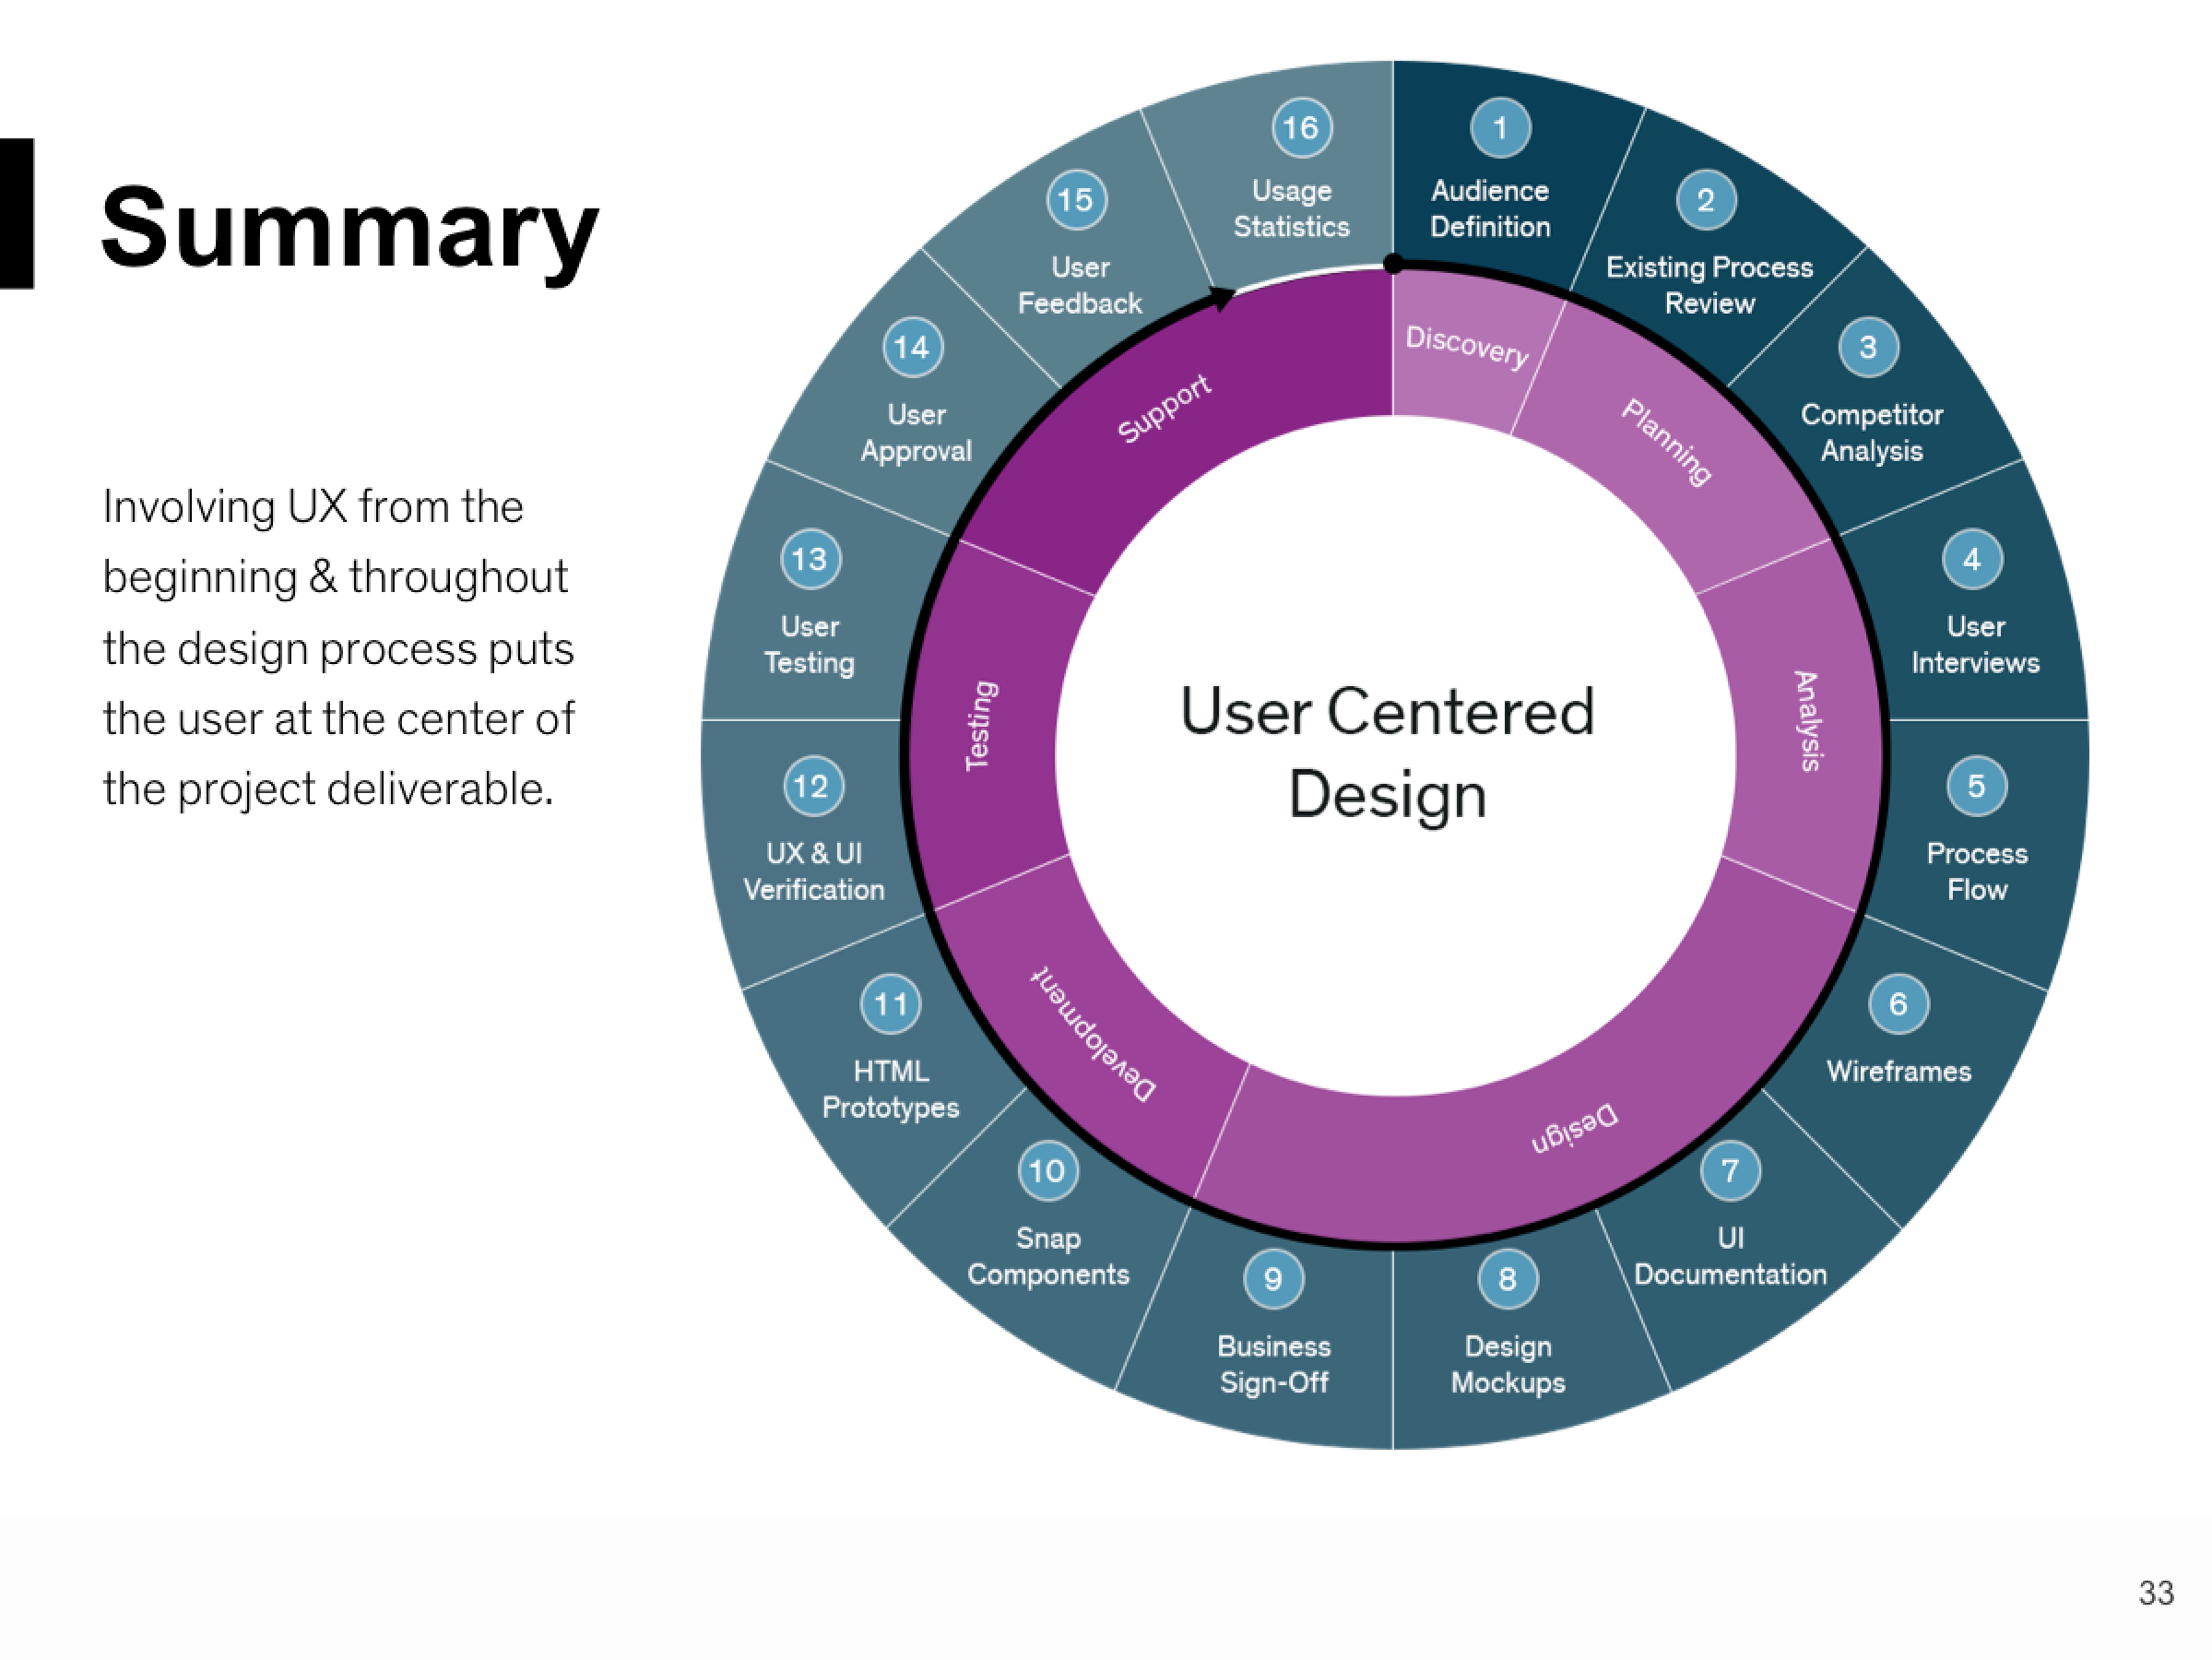 Summary
Involving UX from the
beginning & throughout
the design process puts
the user at the center of
the project deliverable.
User Centered
Design
Discovery
Planning
Analysis
Design
Development
Testing
Support
1
Audience
Definition
2
Existing Process
Review
3
Competitor
Analysis
4
User
Interviews
5
Process
Flow
6
Wireframes
7
UI
Documentation
8
Design
Mockups
9
Business
Sign-Off
10
Snap
Components
11
HTML
Prototypes
12
UX & UI
Verification
13
User
Testing
14
User
Approval
15
User
Feedback
16
Usage
Statistics
33